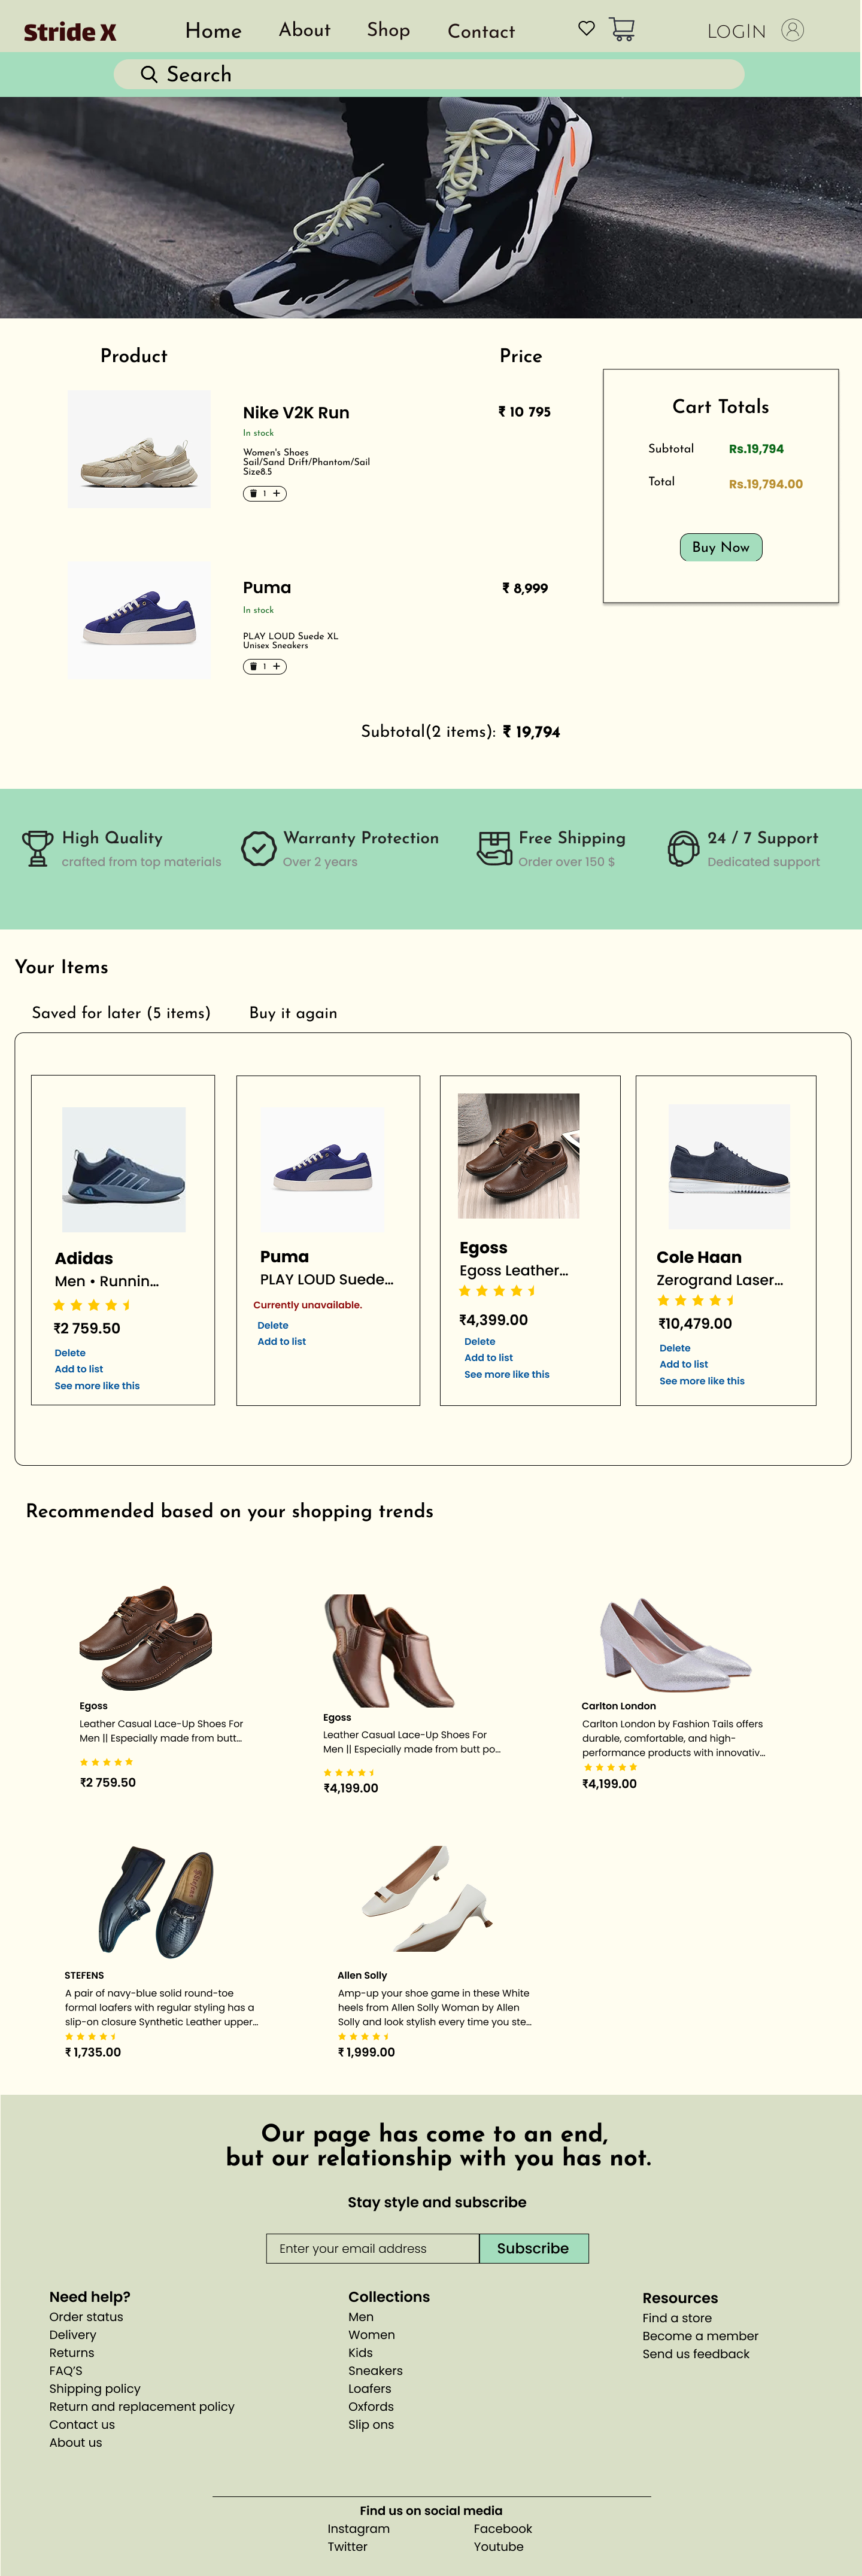 Stride X
Home
About
Shop
Contact
LOGIN
Search
Product
Price
Nike V2K Run
₹ 10 795
In stock
Women's Shoes
Sail/Sand Drift/Phantom/Sail
Size8.5
1 +
Cart Totals
Subtotal
Rs.19,794
Total
Rs.19,794.00
Buy Now
Puma
₹ 8,999
In stock
PLAY LOUD Suede XL
Unisex Sneakers
1 +
Subtotal(2 items): ₹ 19,794
High Quality
crafted from top materials
Warranty Protection
Over 2 years
Free Shipping
Order over 150 $
24 / 7 Support
Dedicated support
Your Items
Saved for later (5 items)
Buy it again
Adidas
Men • Runnin...
₹2 759.50
Delete
Add to list
See more like this
Puma
PLAY LOUD Suede...
Currently unavailable.
Delete
Add to list
Egoss
Egoss Leather...
₹4,399.00
Delete
Add to list
See more like this
Cole Haan
Zerogrand Laser...
₹10,479.00
Delete
Add to list
See more like this
Recommended based on your shopping trends
Egoss
Leather Casual Lace-Up Shoes For
Men || Especially made from butt...
₹2 759.50
Egoss
Leather Casual Lace-Up Shoes For
Men || Especially made from butt po...
₹4,199.00
Carlton London
Carlton London by Fashion Tails offers
durable, comfortable, and high-
performance products with innovativ...
₹4,199.00
STEFENS
A pair of navy-blue solid round-toe
formal loafers with regular styling has a
slip-on closure Synthetic Leather upper...
₹ 1,735.00
Allen Solly
Amp-up your shoe game in these White
heels from Allen Solly Woman by Allen
Solly and look stylish every time you ste...
₹ 1,999.00
Our page has come to an end,
but our relationship with you has not.
Stay style and subscribe
Enter your email address
Subscribe
Need help?
Order status
Delivery
Returns
FAQ'S
Shipping policy
Return and replacement policy
Contact us
About us
Collections
Men
Women
Kids
Sneakers
Loafers
Oxfords
Slip ons
Resources
Find a store
Become a member
Send us feedback
Find us on social media
Instagram
Facebook
Twitter
Youtube